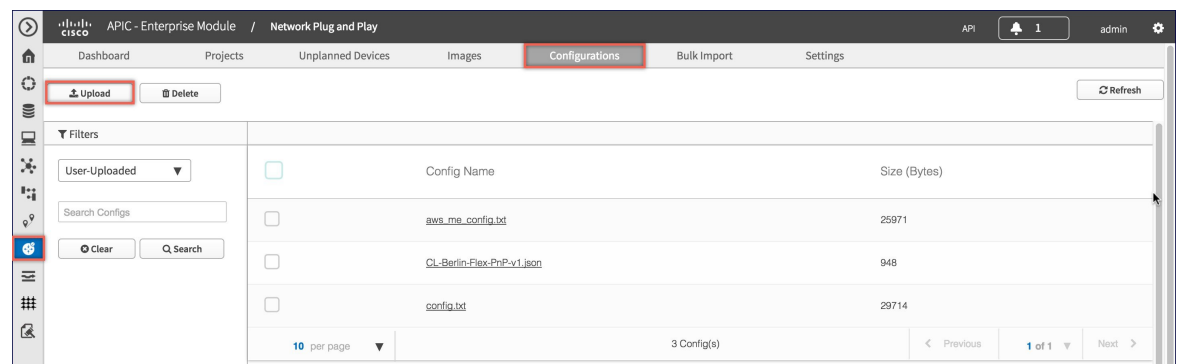 cisco APIC - Enterprise Module / Network Plug and Play API 1 admin
Dashboard Projects Unplanned Devices Images Configurations Bulk Import Settings
Upload Delete Refresh
Filters
User-Uploaded
Search Configs
Clear Search
Config Name Size (Bytes)
aws_me_config.txt 25971
CL-Berlin-Flex-PnP-v1.json 948
config.txt 29714
10 per page 3 Config(s) Previous 1 of 1 Next